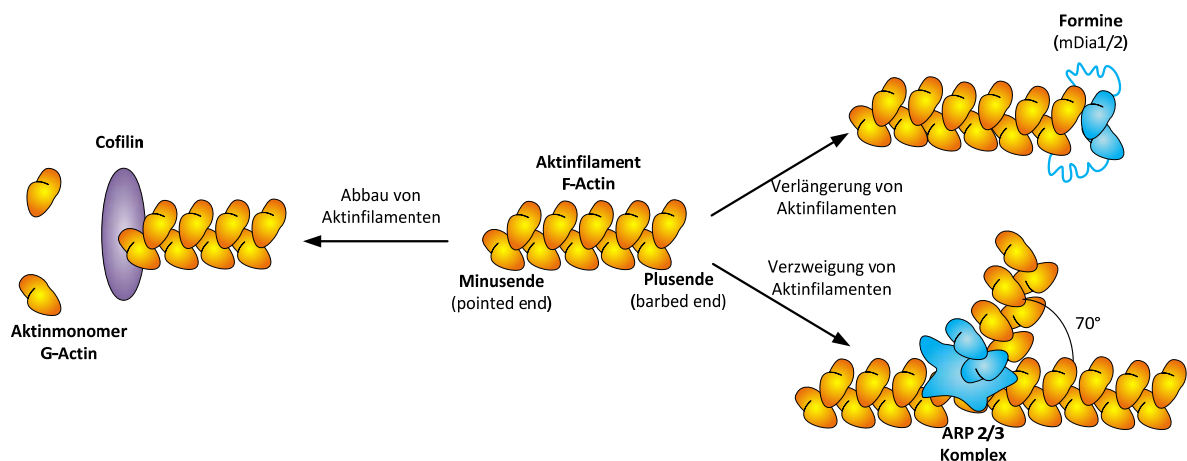 Formine
(mDia1/2)
Cofilin
Aktinfilament
F-Actin
Abbau von
Aktinfilamenten
Verlängerung von
Aktinfilamenten
Minusende
(pointed end)
Plusende
(barbed end)
Verzweigung von
Aktinfilamenten
Aktinmonomer
G-Actin
70°
ARP 2/3
Komplex